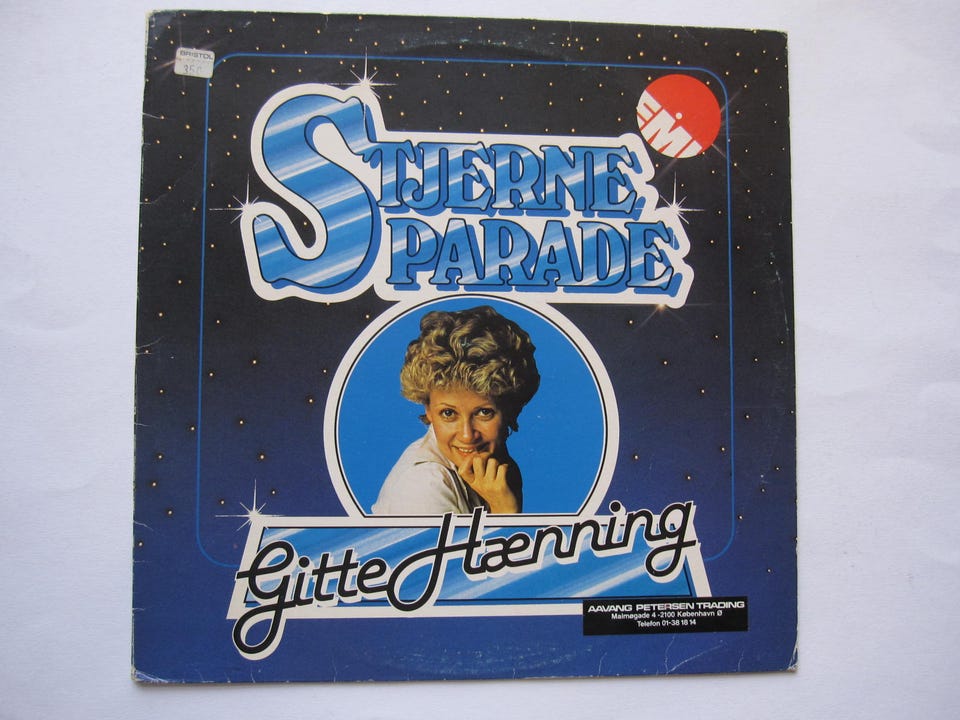 BRISTOL
EMI
STJERNE
PARADE
Gitte Hænning
AAVANG PETERSEN TRADING
Malmøgade 4 - 2100 København Ø
Telefon 01-38 18 14